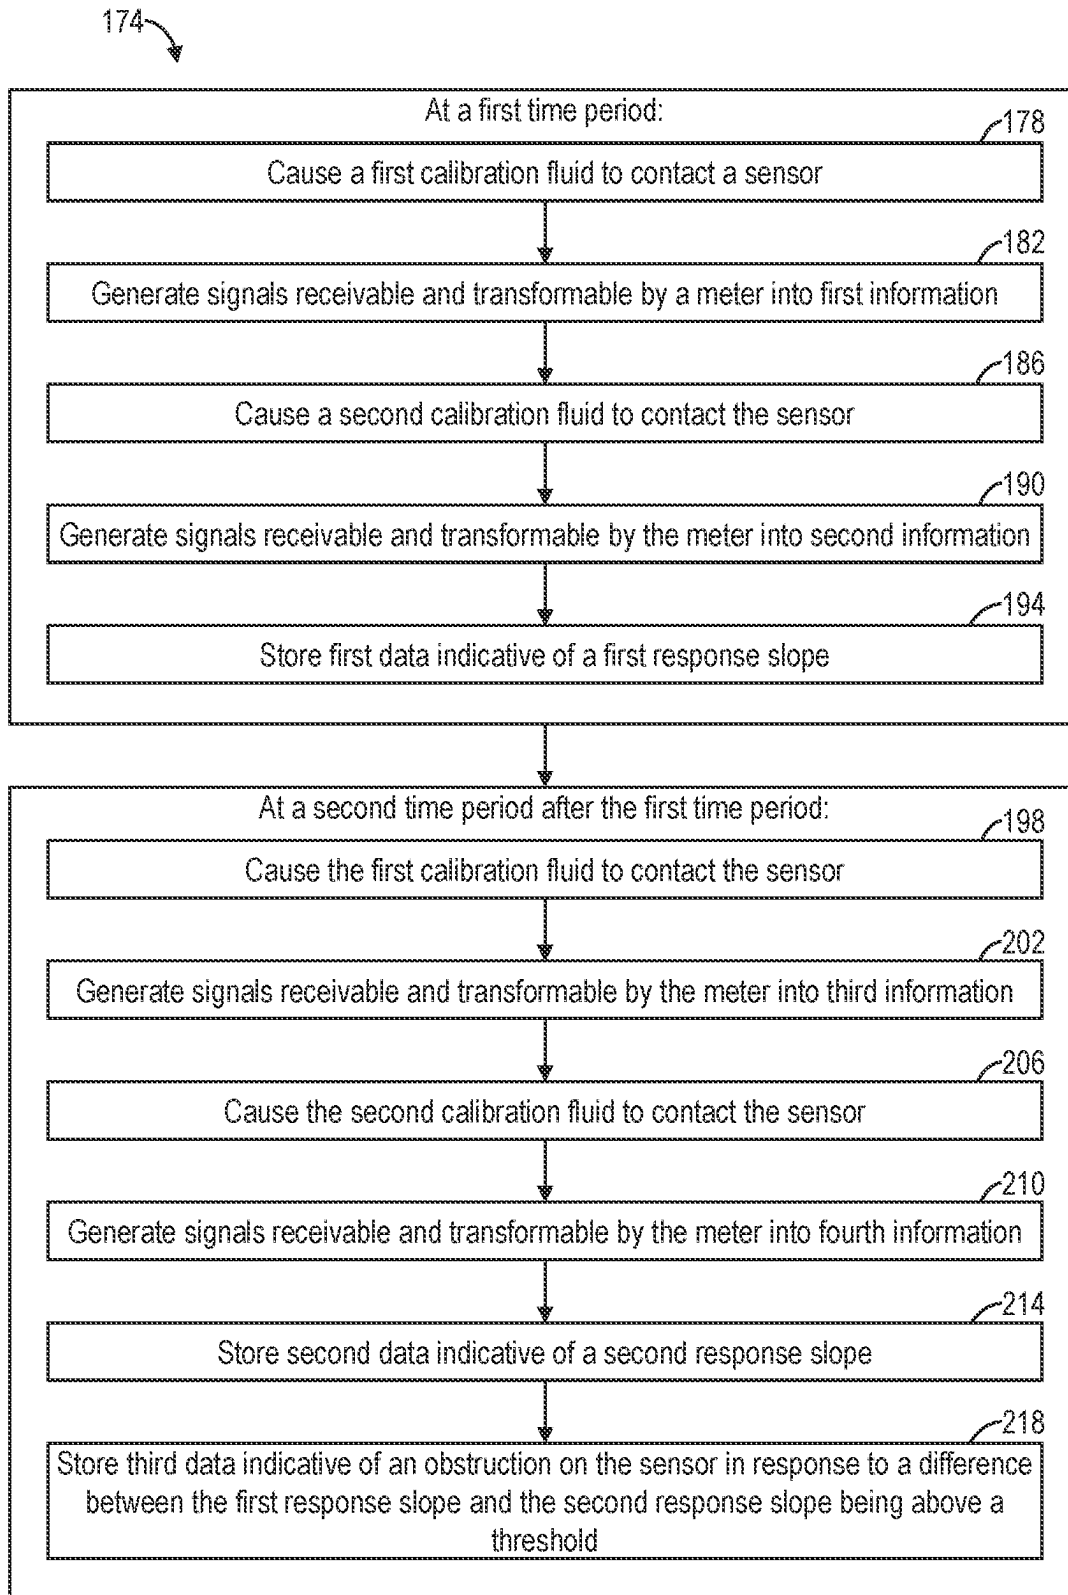 174
At a first time period:
178
Cause a first calibration fluid to contact a sensor
182
Generate signals receivable and transformable by a meter into first information
186
Cause a second calibration fluid to contact the sensor
190
Generate signals receivable and transformable by the meter into second information
194
Store first data indicative of a first response slope
At a second time period after the first time period:
198
Cause the first calibration fluid to contact the sensor
202
Generate signals receivable and transformable by the meter into third information
206
Cause the second calibration fluid to contact the sensor
210
Generate signals receivable and transformable by the meter into fourth information
214
Store second data indicative of a second response slope
218
Store third data indicative of an obstruction on the sensor in response to a difference
between the first response slope and the second response slope being above a
threshold